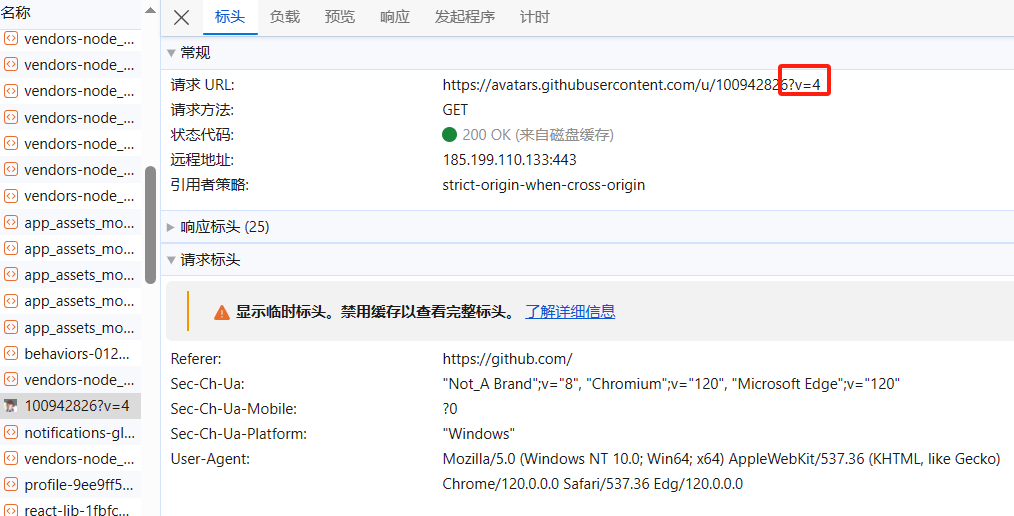 名称
vendors-node_...
vendors-node_...
vendors-node_...
vendors-node_...
vendors-node_...
vendors-node_...
vendors-node_...
app_assets_mo...
app_assets_mo...
app_assets_mo...
app_assets_mo...
app_assets_mo...
behaviors-012...
vendors-node_...
100942826?v=4
notifications-gl...
vendors-node_...
profile-9ee9ff5...
react-lib-1fbfc...
标头 负载 预览 响应 发起程序 计时
常规
请求 URL: https://avatars.githubusercontent.com/u/100942826?v=4
请求方法: GET
状态代码: 200 OK (来自磁盘缓存)
远程地址: 185.199.110.133:443
引用者策略: strict-origin-when-cross-origin
响应标头 (25)
请求标头
显示临时标头。禁用缓存以查看完整标头。 了解详细信息
Referer: https://github.com/
Sec-Ch-Ua: "Not_A Brand";v="8", "Chromium";v="120", "Microsoft Edge";v="120"
Sec-Ch-Ua-Mobile: ?0
Sec-Ch-Ua-Platform: "Windows"
User-Agent: Mozilla/5.0 (Windows NT 10.0; Win64; x64) AppleWebKit/537.36 (KHTML, like Gecko)
Chrome/120.0.0.0 Safari/537.36 Edg/120.0.0.0